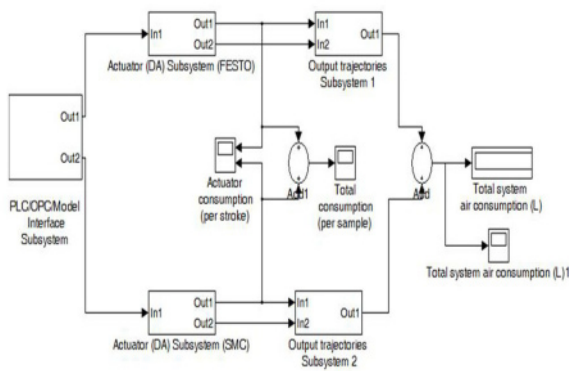 Out1
Out2
PLC/OPC/Model
Interface
Subsystem
In1
Out1
Out2
Actuator (DA) Subsystem (FESTO)
In1
In2
Out1
Output trajectories
Subsystem 1
Actuator
consumption
(per stroke)
Add1
Total
consumption
(per sample)
Add
Total system
air consumption (L)
Total system air consumption (L)1
In1
Out1
Out2
Actuator (DA) Subsystem (SMC)
In1
In2
Out1
Output trajectories
Subsystem 2